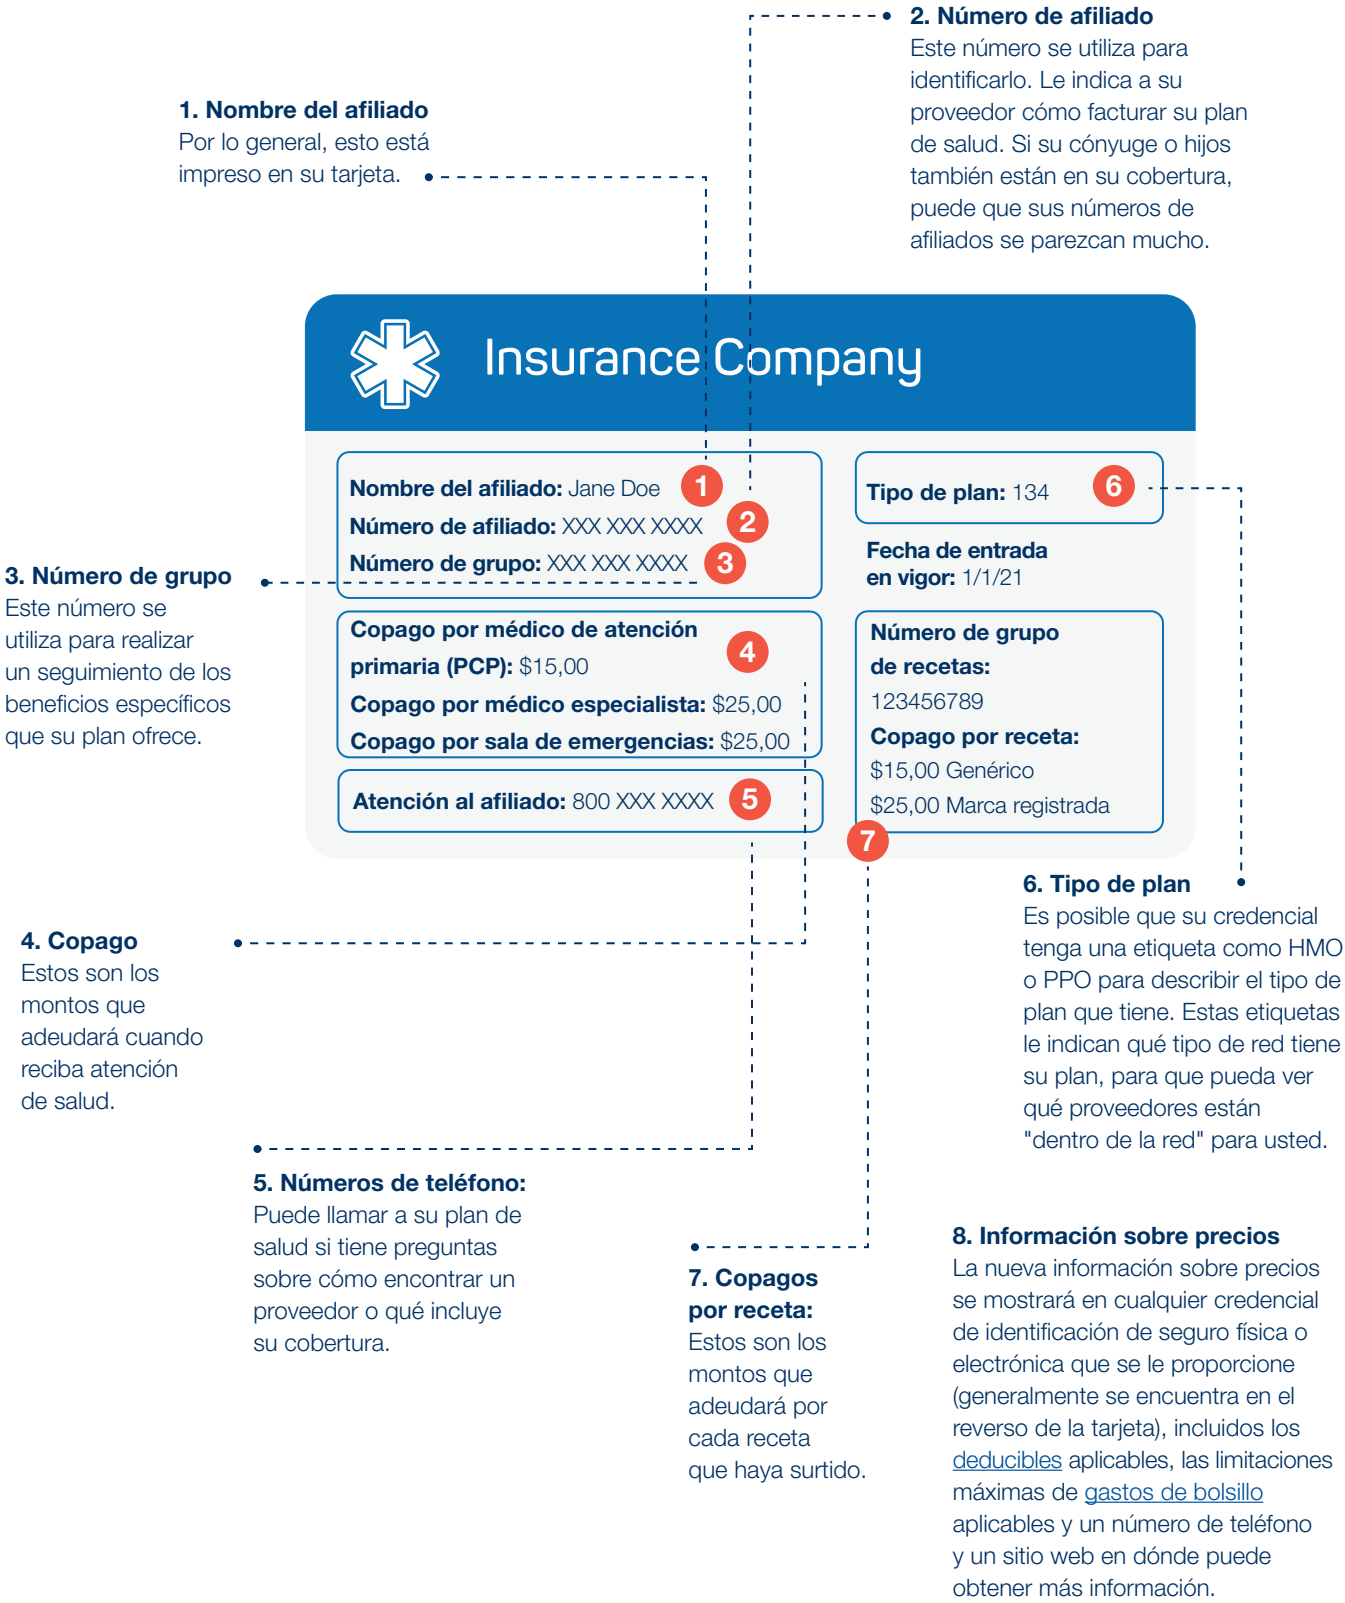 2. Número de afiliado
Este número se utiliza para
identificarlo. Le indica a su
proveedor cómo facturar su plan
de salud. Si su cónyuge o hijos
también están en su cobertura,
puede que sus números de
afiliados se parezcan mucho.
1. Nombre del afiliado
Por lo general, esto está
impreso en su tarjeta.
Insurance Company
Nombre del afiliado: Jane Doe 1
Número de afiliado: XXX XXX XXXX 2
Número de grupo: XXX XXX XXXX 3
Tipo de plan: 134 6
Fecha de entrada
en vigor: 1/1/21
3. Número de grupo
Este número se
utiliza para realizar
un seguimiento de los
beneficios específicos
que su plan ofrece.
Copago por médico de atención
primaria (PCP): $15,00
4
Copago por médico especialista: $25,00
Copago por sala de emergencias: $25,00
Atención al afiliado: 800 XXX XXXX 5
Número de grupo
de recetas:
123456789
Copago por receta:
$15,00 Genérico
$25,00 Marca registrada
7
4. Copago
Estos son los
montos que
adeudará cuando
reciba atención
de salud.
6. Tipo de plan
Es posible que su credencial
tenga una etiqueta como HMO
o PPO para describir el tipo de
plan que tiene. Estas etiquetas
le indican qué tipo de red tiene
su plan, para que pueda ver
qué proveedores están
"dentro de la red" para usted.
5. Números de teléfono:
Puede llamar a su plan de
salud si tiene preguntas
sobre cómo encontrar un
proveedor o qué incluye
su cobertura.
7. Copagos
por receta:
Estos son los
montos que
adeudará por
cada receta
que haya surtido.
8. Información sobre precios
La nueva información sobre precios
se mostrará en cualquier credencial
de identificación de seguro física o
electrónica que se le proporcione
(generalmente se encuentra en el
reverso de la tarjeta), incluidos los
deducibles aplicables, las limitaciones
máximas de gastos de bolsillo
aplicables y un número de teléfono
y un sitio web en dónde puede
obtener más información.